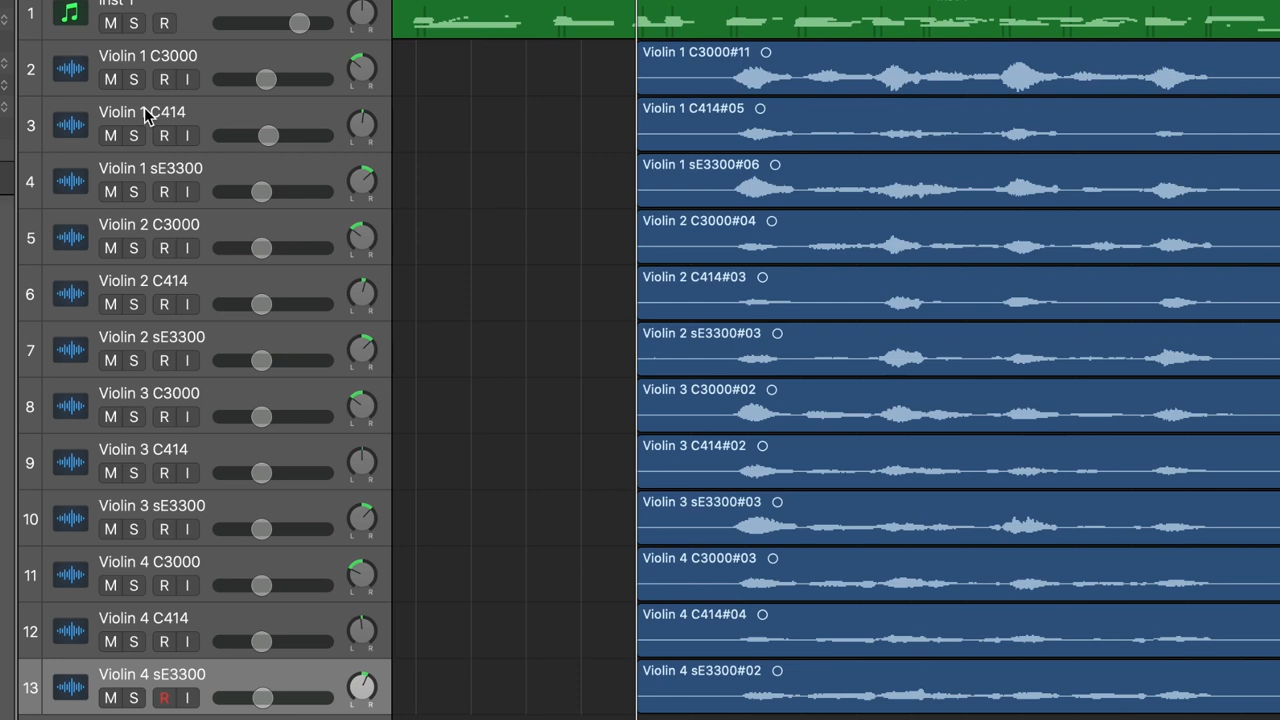 1 Inst 1
M S R
L R
2 Violin 1 C3000 Violin 1 C3000#11
M S R I
L R
3 Violin 1 C414 Violin 1 C414#05
M S R I
L R
4 Violin 1 sE3300 Violin 1 sE3300#06
M S R I
L R
5 Violin 2 C3000 Violin 2 C3000#04
M S R I
L R
6 Violin 2 C414 Violin 2 C414#03
M S R I
L R
7 Violin 2 sE3300 Violin 2 sE3300#03
M S R I
L R
8 Violin 3 C3000 Violin 3 C3000#02
M S R I
L R
9 Violin 3 C414 Violin 3 C414#02
M S R I
L R
10 Violin 3 sE3300 Violin 3 sE3300#03
M S R I
L R
11 Violin 4 C3000 Violin 4 C3000#03
M S R I
L R
12 Violin 4 C414 Violin 4 C414#04
M S R I
L R
13 Violin 4 sE3300 Violin 4 sE3300#02
M S R I
L R